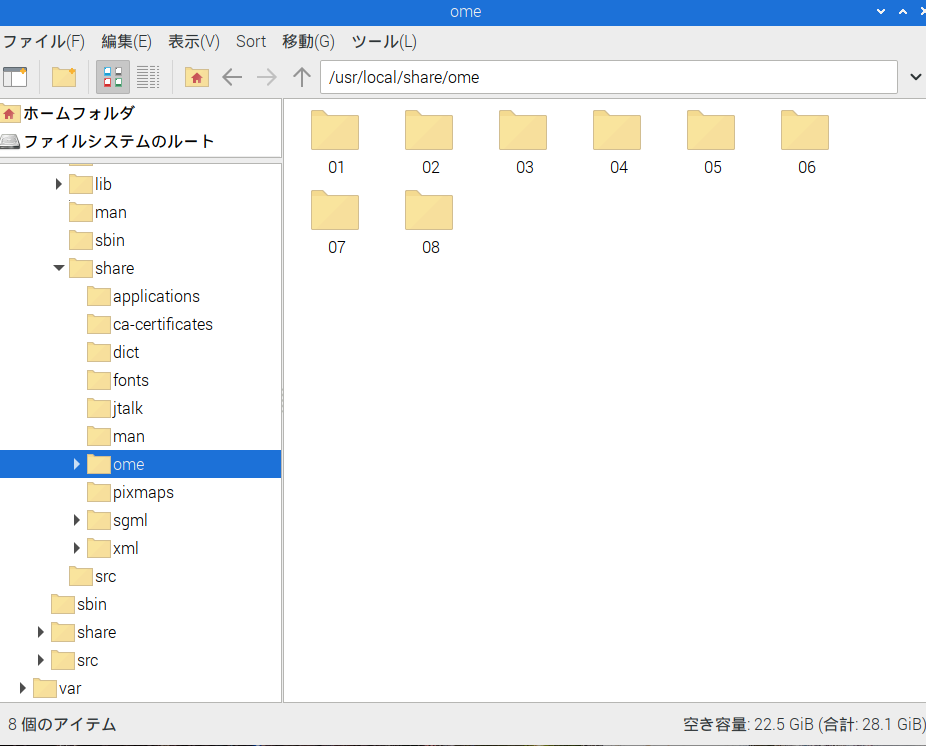 ome
ファイル(F) 編集(E) 表示(V) Sort 移動(G) ツール(L)
/usr/local/share/ome
ホームフォルダ
ファイルシステムのルート
lib
man
sbin
share
applications
ca-certificates
dict
fonts
jtalk
man
ome
pixmaps
sgml
xml
src
sbin
share
src
var
01 02 03 04 05 06
07 08
8 個のアイテム
空き容量: 22.5 GiB (合計: 28.1 GiB)